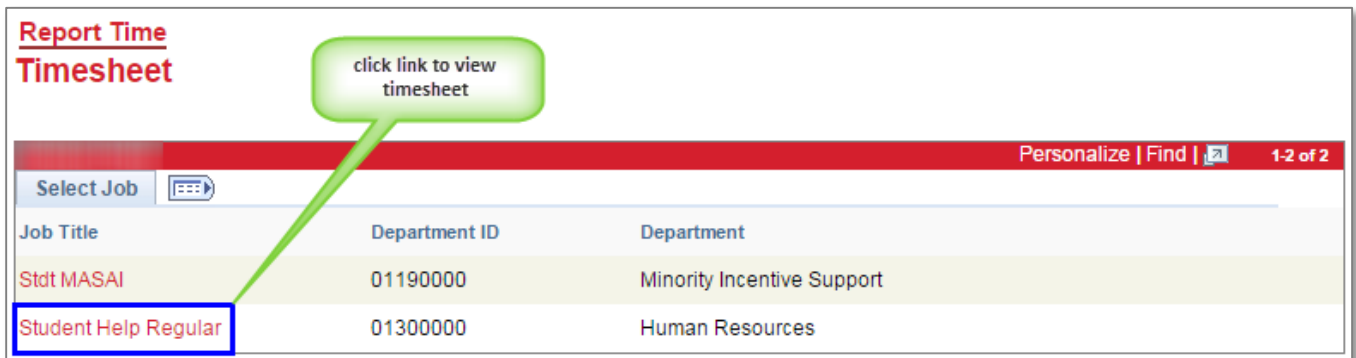 Report Time
Timesheet
click link to view
timesheet
Personalize | Find | 1-2 of 2
Select Job
Job Title Department ID Department
Stdt MASAI 01190000 Minority Incentive Support
Student Help Regular 01300000 Human Resources